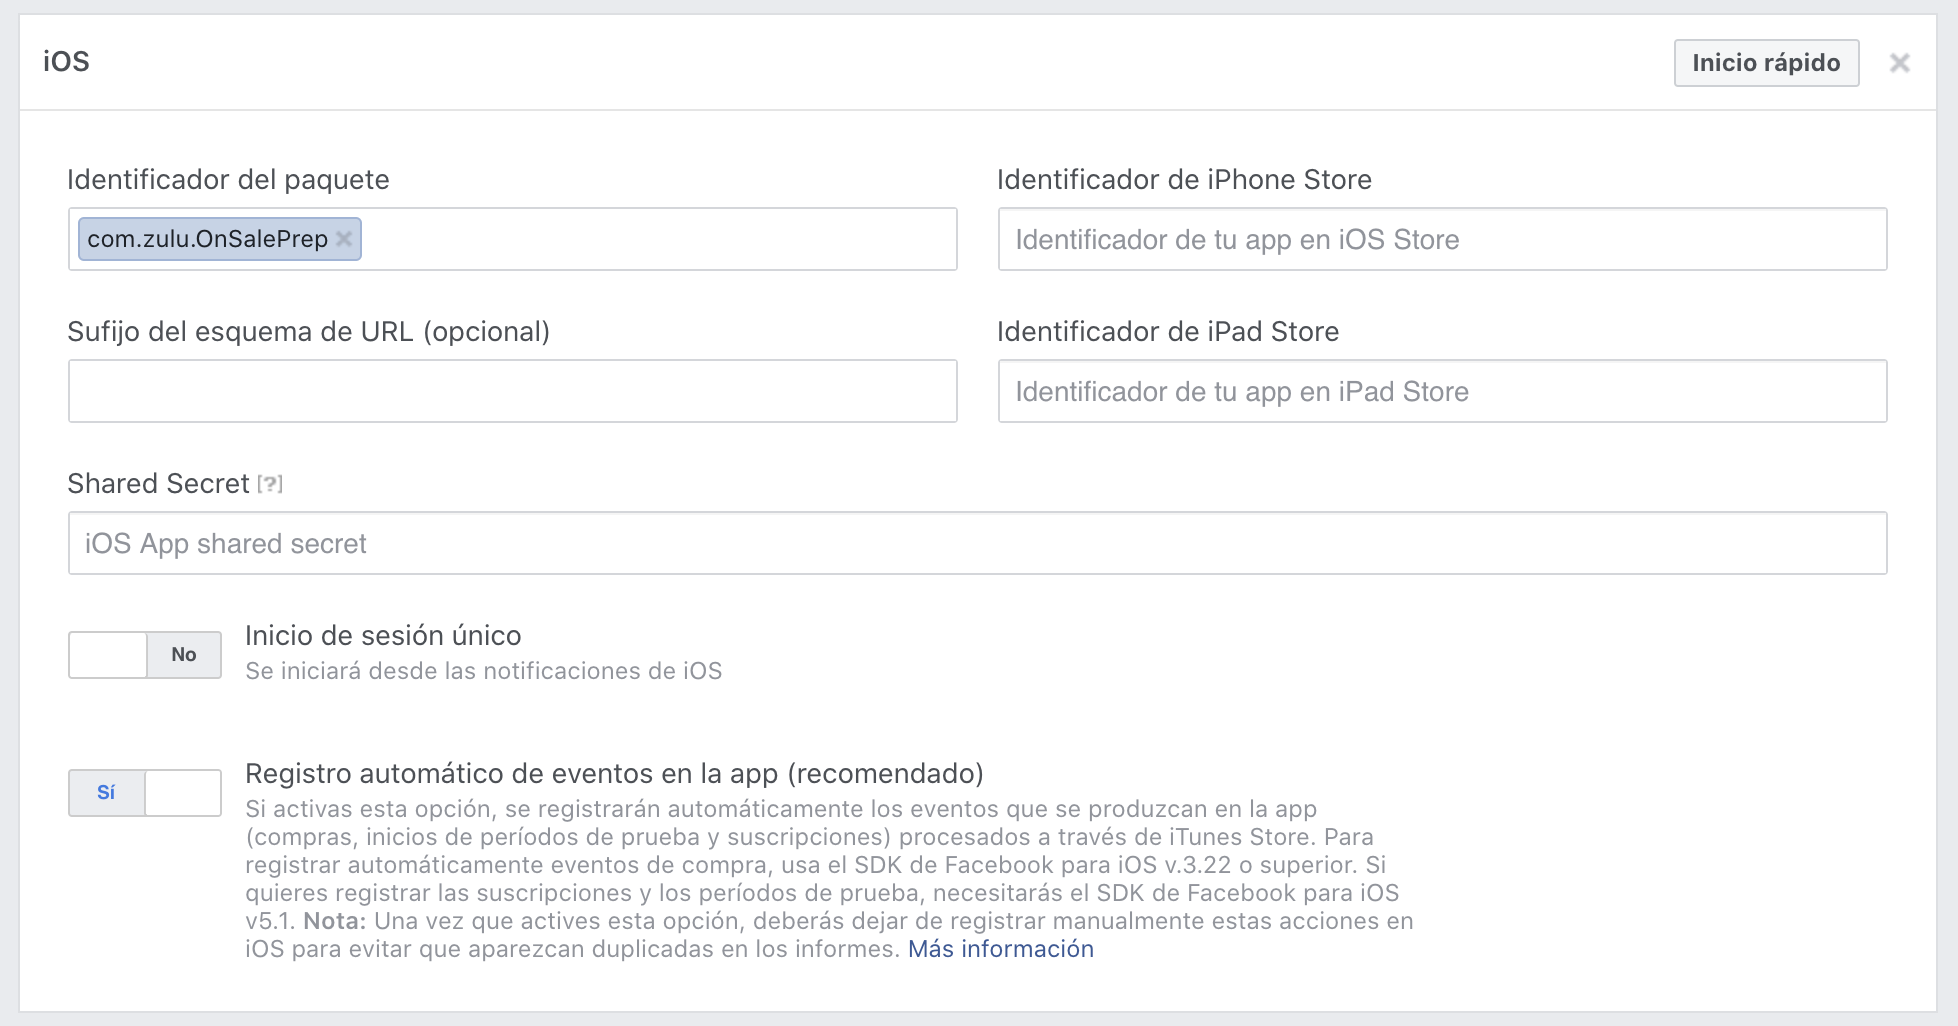 iOS
Inicio rápido
Identificador del paquete
Identificador de iPhone Store
com.zulu.OnSalePrep
Identificador de tu app en iOS Store
Sufijo del esquema de URL (opcional)
Identificador de iPad Store
Identificador de tu app en iPad Store
Shared Secret [?]
iOS App shared secret
No
Inicio de sesión único
Se iniciará desde las notificaciones de iOS
Sí
Registro automático de eventos en la app (recomendado)
Si activas esta opción, se registrarán automáticamente los eventos que se produzcan en la app
(compras, inicios de períodos de prueba y suscripciones) procesados a través de iTunes Store. Para
registrar automáticamente eventos de compra, usa el SDK de Facebook para iOS v.3.22 o superior. Si
quieres registrar las suscripciones y los períodos de prueba, necesitarás el SDK de Facebook para iOS
v5.1. Nota: Una vez que actives esta opción, deberás dejar de registrar manualmente estas acciones en
iOS para evitar que aparezcan duplicadas en los informes. Más información